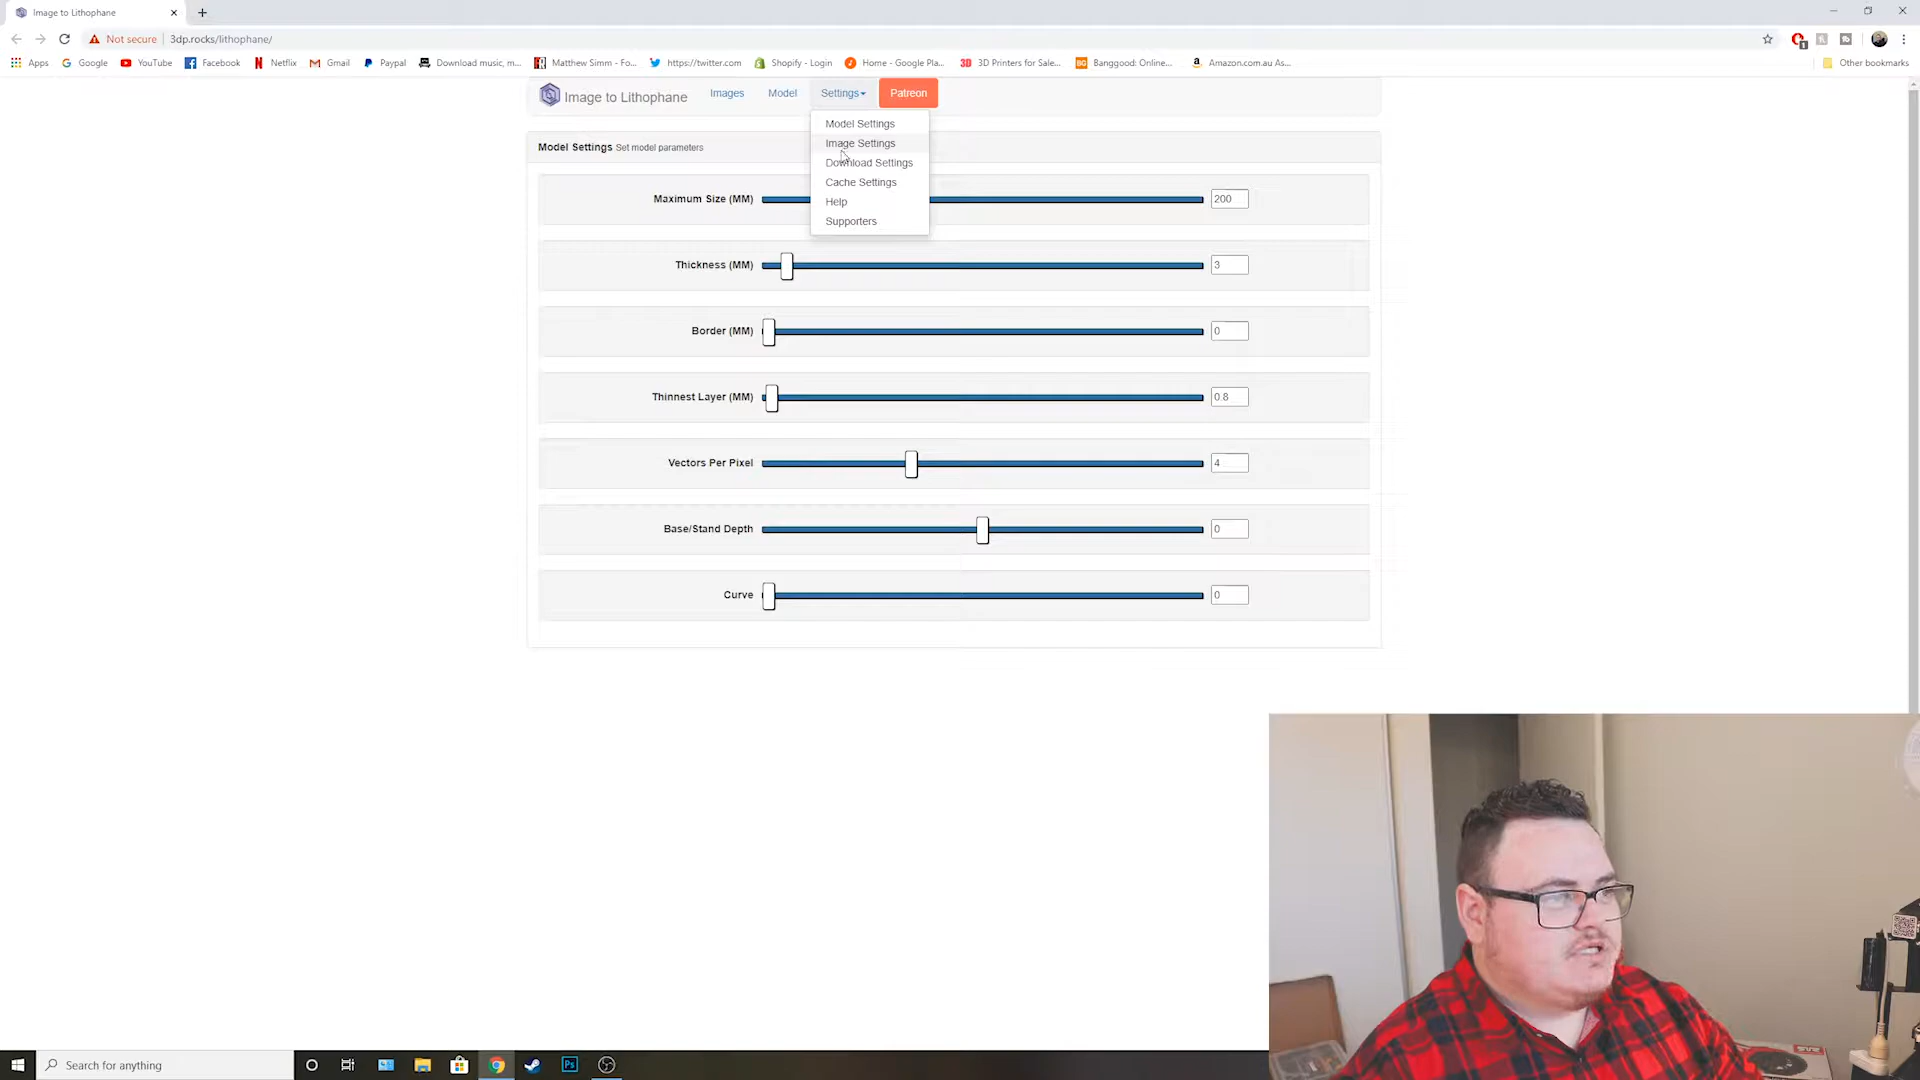 Image to Lithophane
Not secure 3dp.rocks/lithophane/
Apps Google YouTube Facebook Netflix Gmail Paypal Download music, m... Matthew Simm - Fo... https://twitter.com Shopify - Login Home - Google Pla... 3D Printers for Sale... Banggood: Online... Amazon.com.au As... Other bookmarks
Image to Lithophane Images Model Settings Patreon
Model Settings
Image Settings
Download Settings
Cache Settings
Help
Supporters
Model Settings Set model parameters
Maximum Size (MM) 200
Thickness (MM) 3
Border (MM) 0
Thinnest Layer (MM) 0.8
Vectors Per Pixel 4
Base/Stand Depth 0
Curve 0
Search for anything
Ps